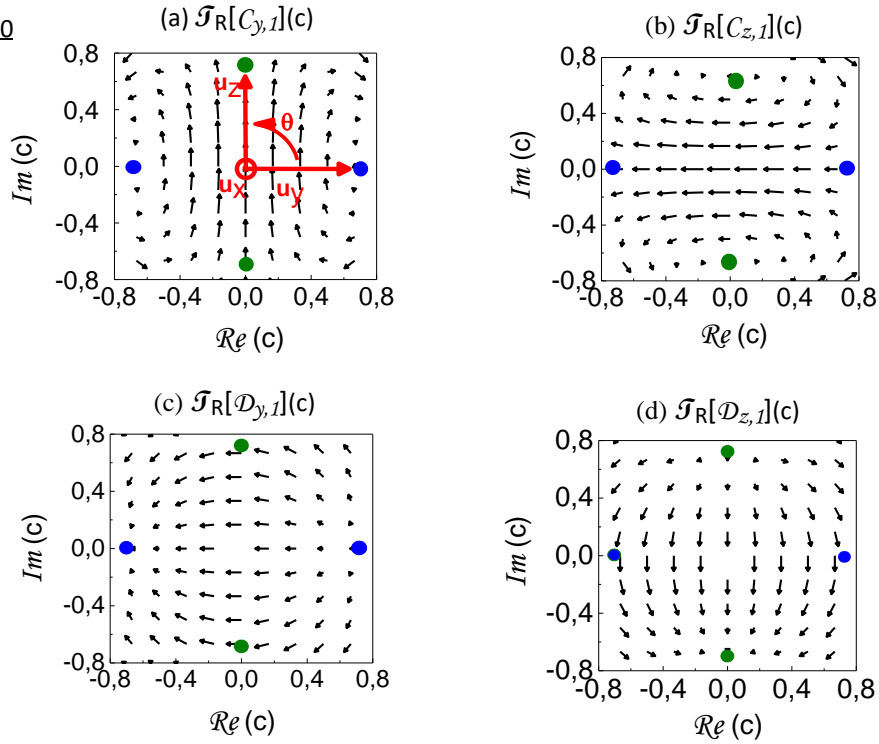 0
(a) 𝒯R[Cy,1](c)
(b) 𝒯R[Cz,1](c)
0,8
0,4
0,0
-0,4
-0,8
Im (c)
uz
θ
ux
uy
-0,8 -0,4 0,0 0,4 0,8
Re (c)
0,8
0,4
0,0
-0,4
-0,8
Im (c)
-0,8 -0,4 0,0 0,4 0,8
Re (c)
(c) 𝒯R[𝒟y,1](c)
(d) 𝒯R[𝒟z,1](c)
0,8
0,4
0,0
-0,4
-0,8
Im (c)
-0,8 -0,4 0,0 0,4 0,8
Re (c)
0,8
0,4
0,0
-0,4
-0,8
Im (c)
-0,8 -0,4 0,0 0,4 0,8
Re (c)